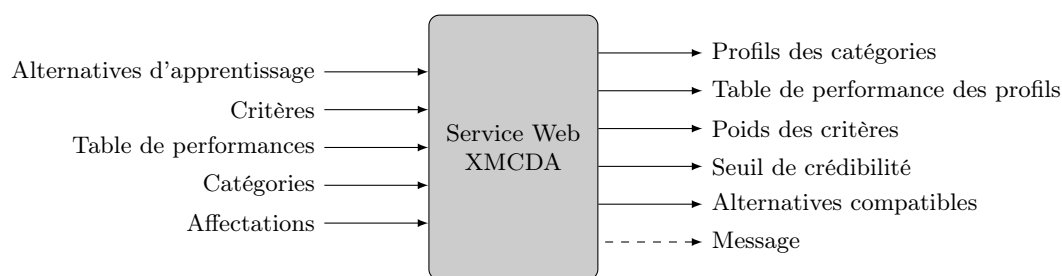 Alternatives d'apprentissage
Critères
Table de performances
Catégories
Affectations
Service Web
XMCDA
Profils des catégories
Table de performance des profils
Poids des critères
Seuil de crédibilité
Alternatives compatibles
Message